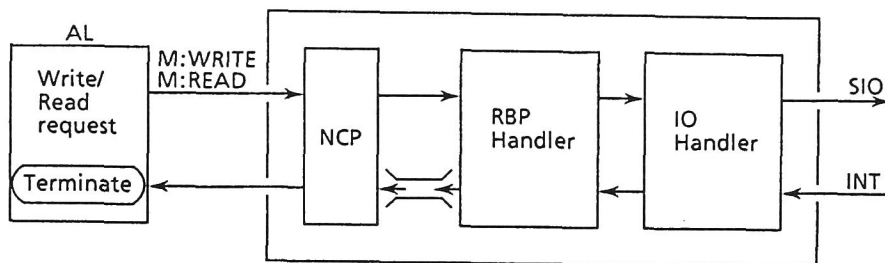 AL
Write/
Read
request
Terminate
M:WRITE
M:READ
NCP
RBP
Handler
IO
Handler
SIO
INT